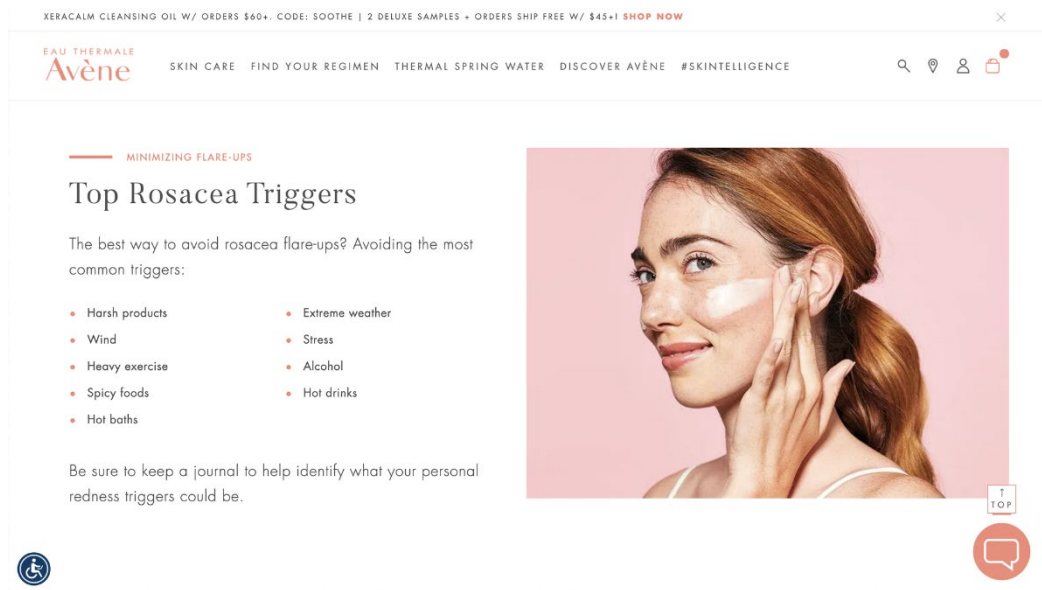 XERACALM CLEANSING OIL W/ ORDERS $60+. CODE: SOOTHE | 2 DELUXE SAMPLES + ORDERS SHIP FREE W/ $45+! SHOP NOW
EAU THERMALE
Avène
SKIN CARE FIND YOUR REGIMEN THERMAL SPRING WATER DISCOVER AVÈNE #SKINTELLIGENCE
MINIMIZING FLARE-UPS
Top Rosacea Triggers
The best way to avoid rosacea flare-ups? Avoiding the most
common triggers:
• Harsh products
• Wind
• Heavy exercise
• Spicy foods
• Hot baths
• Extreme weather
• Stress
• Alcohol
• Hot drinks
Be sure to keep a journal to help identify what your personal
redness triggers could be.
↑
TOP